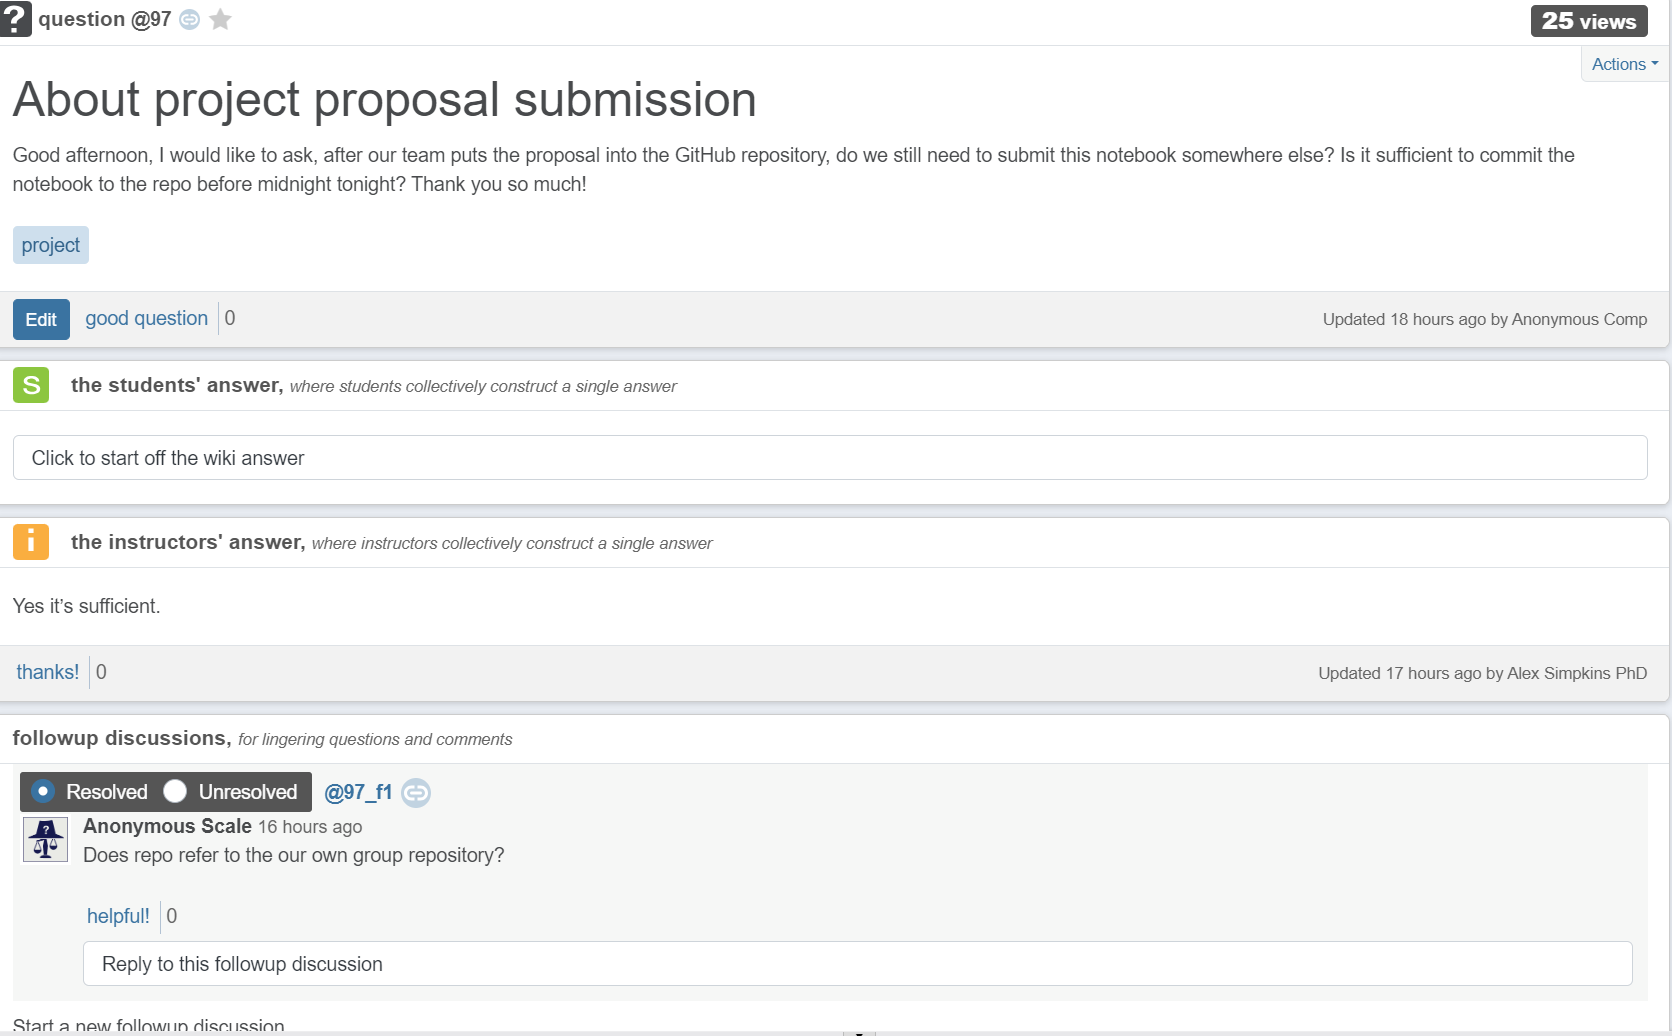 ? question @97
25 views
Actions
About project proposal submission
Good afternoon, I would like to ask, after our team puts the proposal into the GitHub repository, do we still need to submit this notebook somewhere else? Is it sufficient to commit the
notebook to the repo before midnight tonight? Thank you so much!
project
Edit good question 0
Updated 18 hours ago by Anonymous Comp
S the students' answer, where students collectively construct a single answer
Click to start off the wiki answer
i the instructors' answer, where instructors collectively construct a single answer
Yes it’s sufficient.
thanks! 0
Updated 17 hours ago by Alex Simpkins PhD
followup discussions, for lingering questions and comments
Resolved Unresolved @97_f1
Anonymous Scale 16 hours ago
Does repo refer to the our own group repository?
helpful! 0
Reply to this followup discussion
Start a new followup discussion